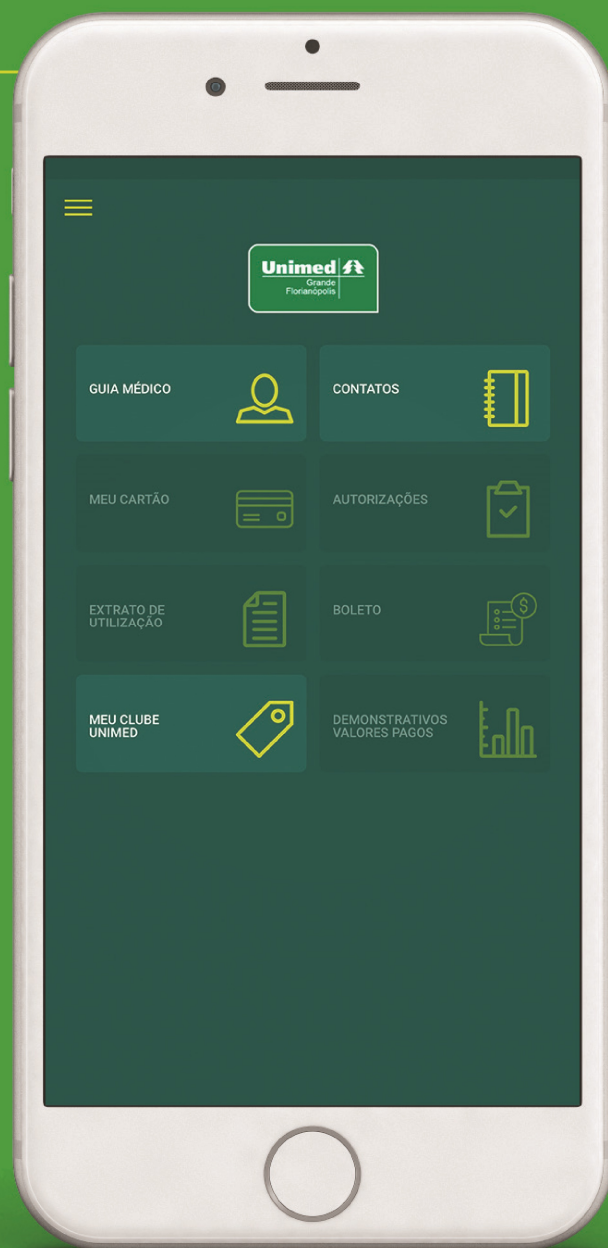 Unimed
Grande
Florianópolis
GUIA MÉDICO
CONTATOS
MEU CARTÃO
AUTORIZAÇÕES
EXTRATO DE
UTILIZAÇÃO
BOLETO
MEU CLUBE
UNIMED
DEMONSTRATIVOS
VALORES PAGOS